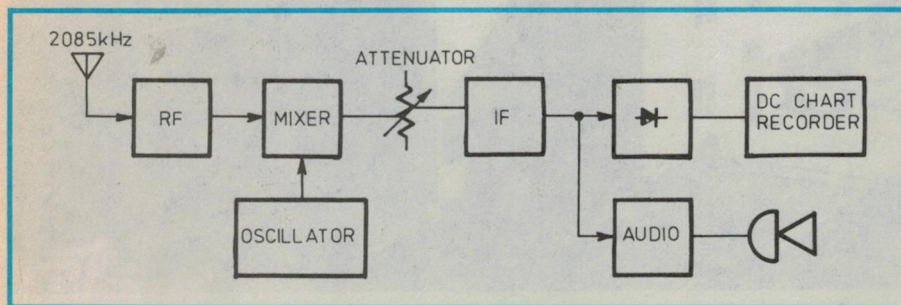 2085kHz
ATTENUATOR
RF
MIXER
IF
DC CHART
RECORDER
OSCILLATOR
AUDIO